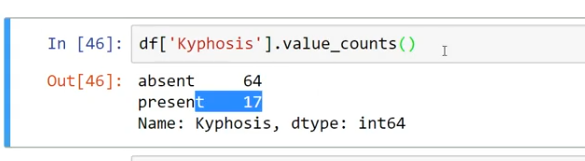 In [46]: df['Kyphosis'].value_counts()
Out[46]: absent     64
present    17
Name: Kyphosis, dtype: int64